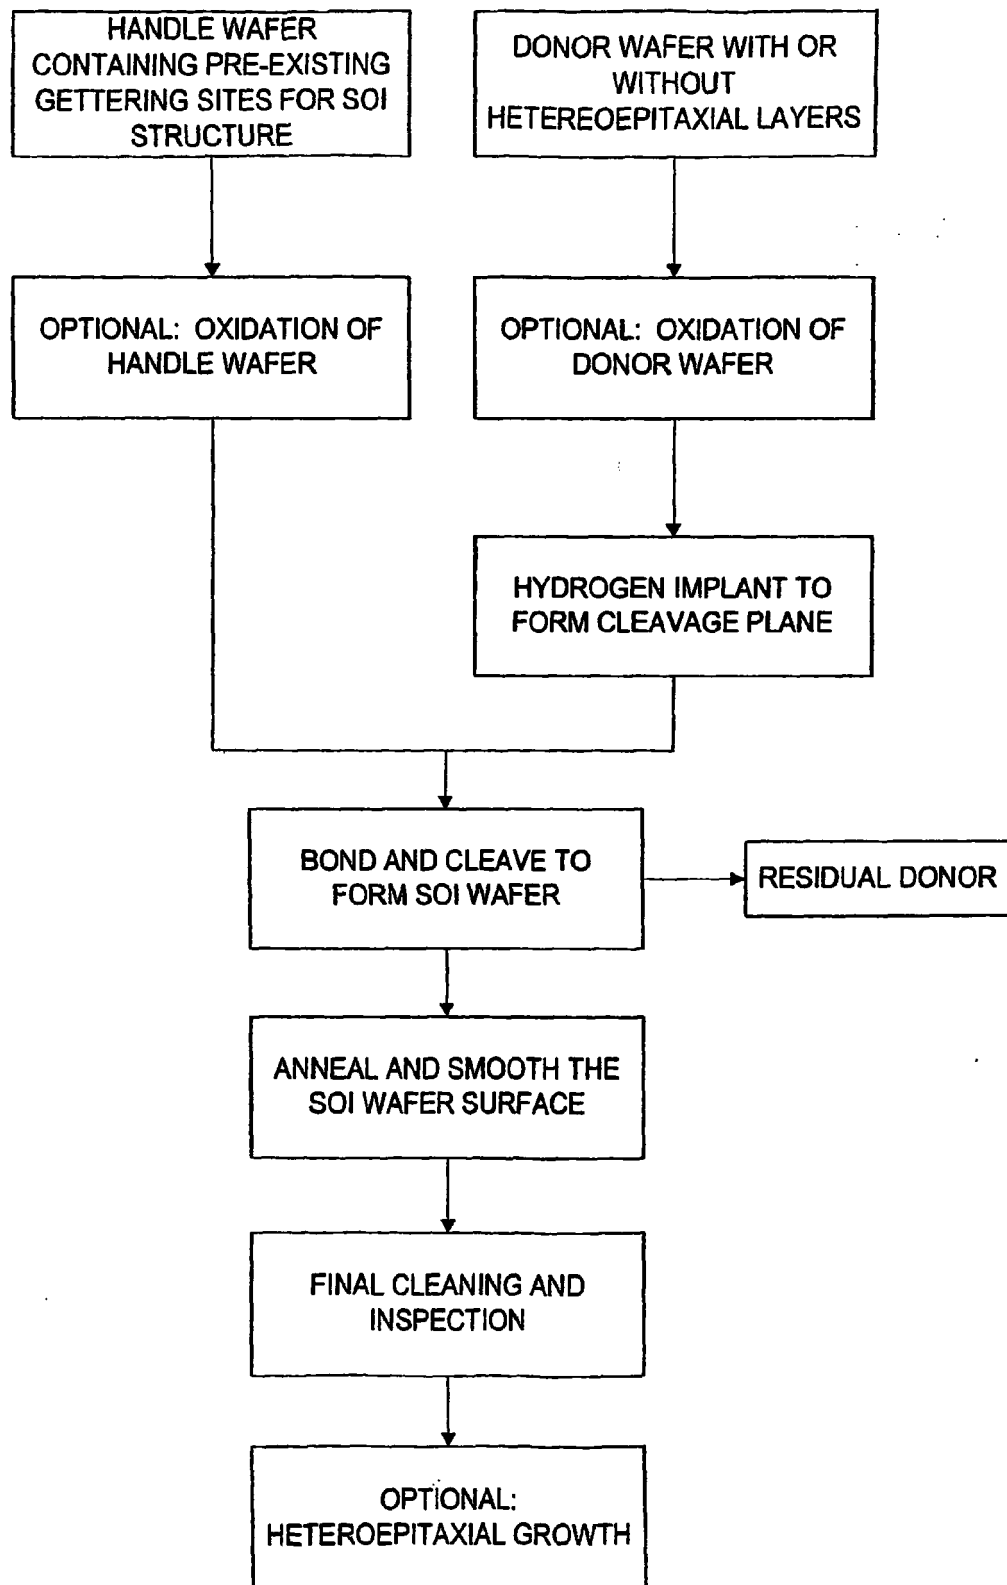 HANDLE WAFER
CONTAINING PRE-EXISTING
GETTERING SITES FOR SOI
STRUCTURE
DONOR WAFER WITH OR
WITHOUT
HETEREOEPITAXIAL LAYERS
OPTIONAL: OXIDATION OF
HANDLE WAFER
OPTIONAL: OXIDATION OF
DONOR WAFER
HYDROGEN IMPLANT TO
FORM CLEAVAGE PLANE
BOND AND CLEAVE TO
FORM SOI WAFER
RESIDUAL DONOR
ANNEAL AND SMOOTH THE
SOI WAFER SURFACE
FINAL CLEANING AND
INSPECTION
OPTIONAL:
HETEROEPITAXIAL GROWTH